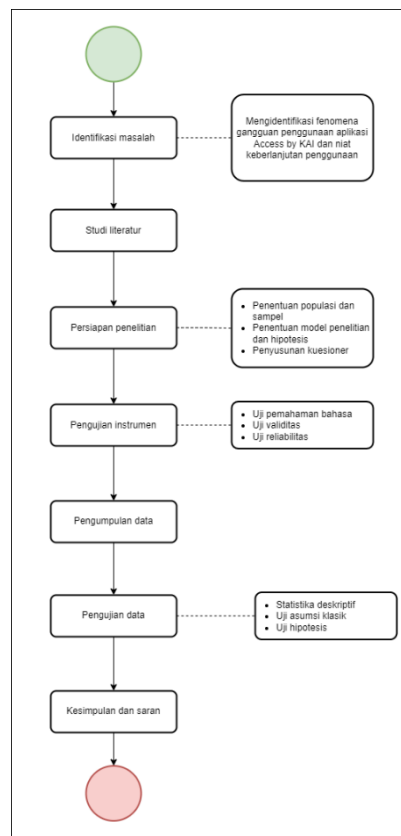 Identifikasi masalah
Mengidentifikasi fenomena
gangguan penggunaan aplikasi
Access by KAI dan niat
keberlanjutan penggunaan
Studi literatur
Persiapan penelitian
• Penentuan populasi dan
sampel
• Penentuan model penelitian
dan hipotesis
• Penyusunan kuesioner
Pengujian instrumen
• Uji pemahaman bahasa
• Uji validitas
• Uji reliabilitas
Pengumpulan data
Pengujian data
• Statistika deskriptif
• Uji asumsi klasik
• Uji hipotesis
Kesimpulan dan saran